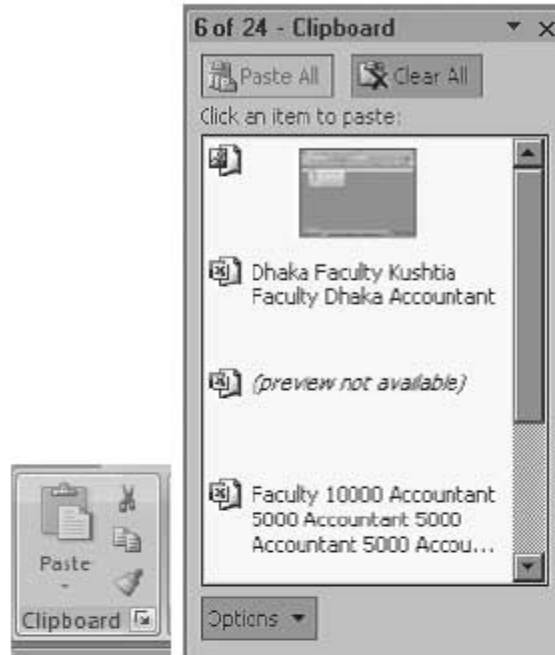 6 of 24 - Clipboard
Paste All
Clear All
Click an item to paste:
Dhaka Faculty Kushtia
Faculty Dhaka Accountant
(preview not available)
Faculty 10000 Accountant
5000 Accountant 5000
Accountant 5000 Accou...
Options
Paste
Clipboard